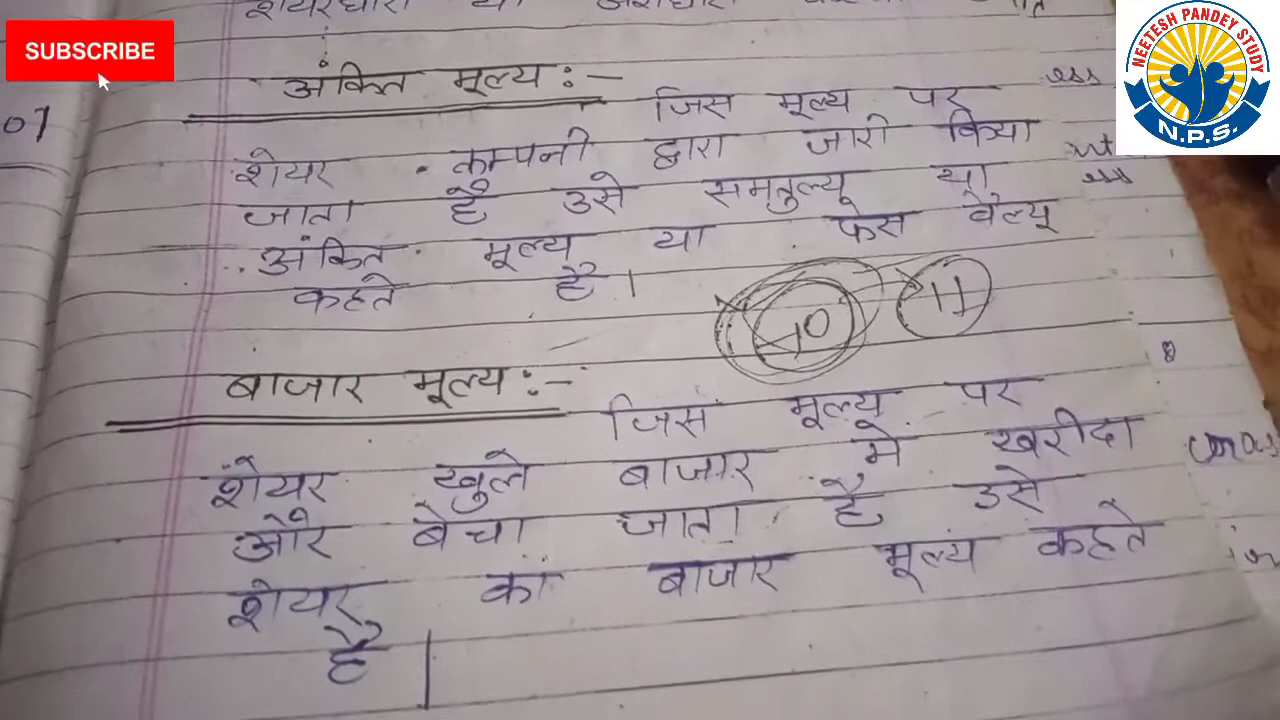 SUBSCRIBE
NEETESH PANDEY STUDY
N.P.S.
07
अंकित मूल्य :-
जिस मूल्य पर
शेयर कम्पनी द्वारा जारी किया
जाता है उसे समतुल्य या
अंकित मूल्य या फेस वैल्यू
कहते हैं।
10 11
बाजार मूल्य :-
जिस मूल्य पर
शेयर खुले बाजार में खरीदा
और बेचा जाता है उसे
शेयर का बाजार मूल्य कहते
हैं |